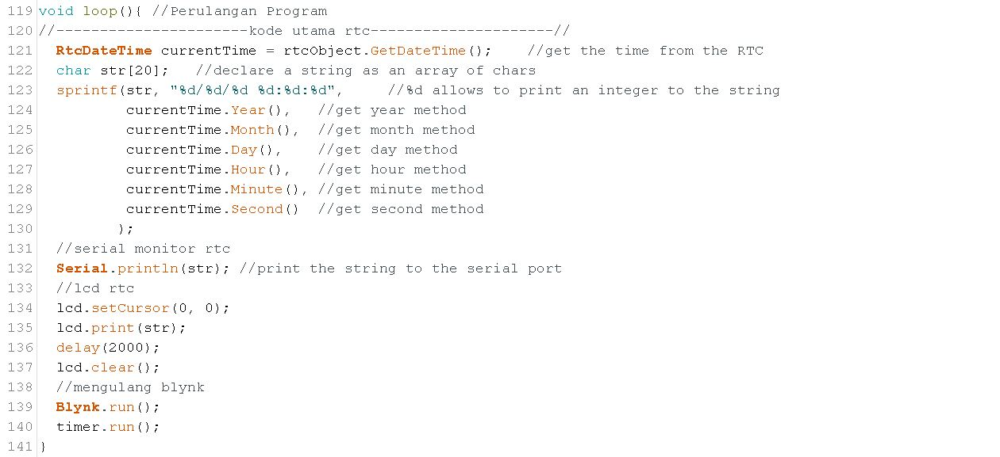 119 void loop(){ //Perulangan Program
120 //----------------------kode utama rtc---------------------//
121   RtcDateTime currentTime = rtcObject.GetDateTime();    //get the time from the RTC
122   char str[20];   //declare a string as an array of chars
123   sprintf(str, "%d/%d/%d %d:%d:%d",     //%d allows to print an integer to the string
124           currentTime.Year(),   //get year method
125           currentTime.Month(),  //get month method
126           currentTime.Day(),    //get day method
127           currentTime.Hour(),   //get hour method
128           currentTime.Minute(), //get minute method
129           currentTime.Second()  //get second method
130          );
131   //serial monitor rtc
132   Serial.println(str); //print the string to the serial port
133   //lcd rtc
134   lcd.setCursor(0, 0);
135   lcd.print(str);
136   delay(2000);
137   lcd.clear();
138   //mengulang blynk
139   Blynk.run();
140   timer.run();
141 }